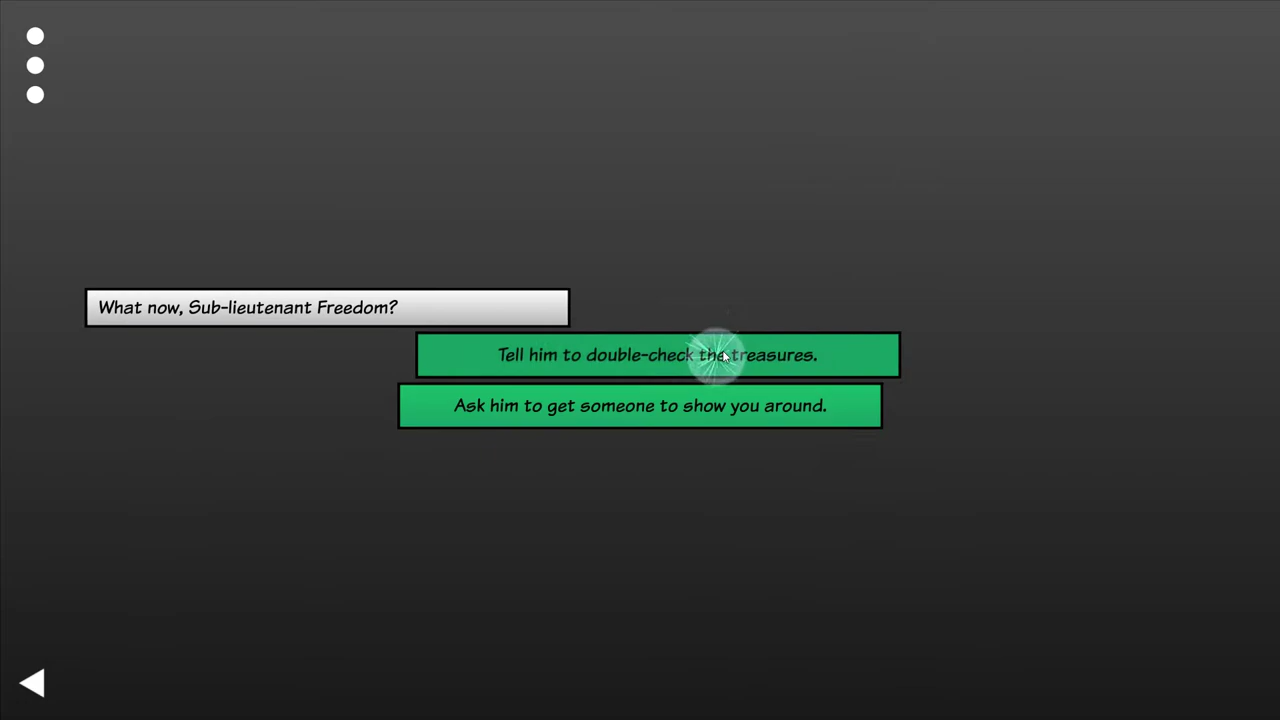 What now, Sub-lieutenant Freedom?
Tell him to double-check the treasures.
Ask him to get someone to show you around.